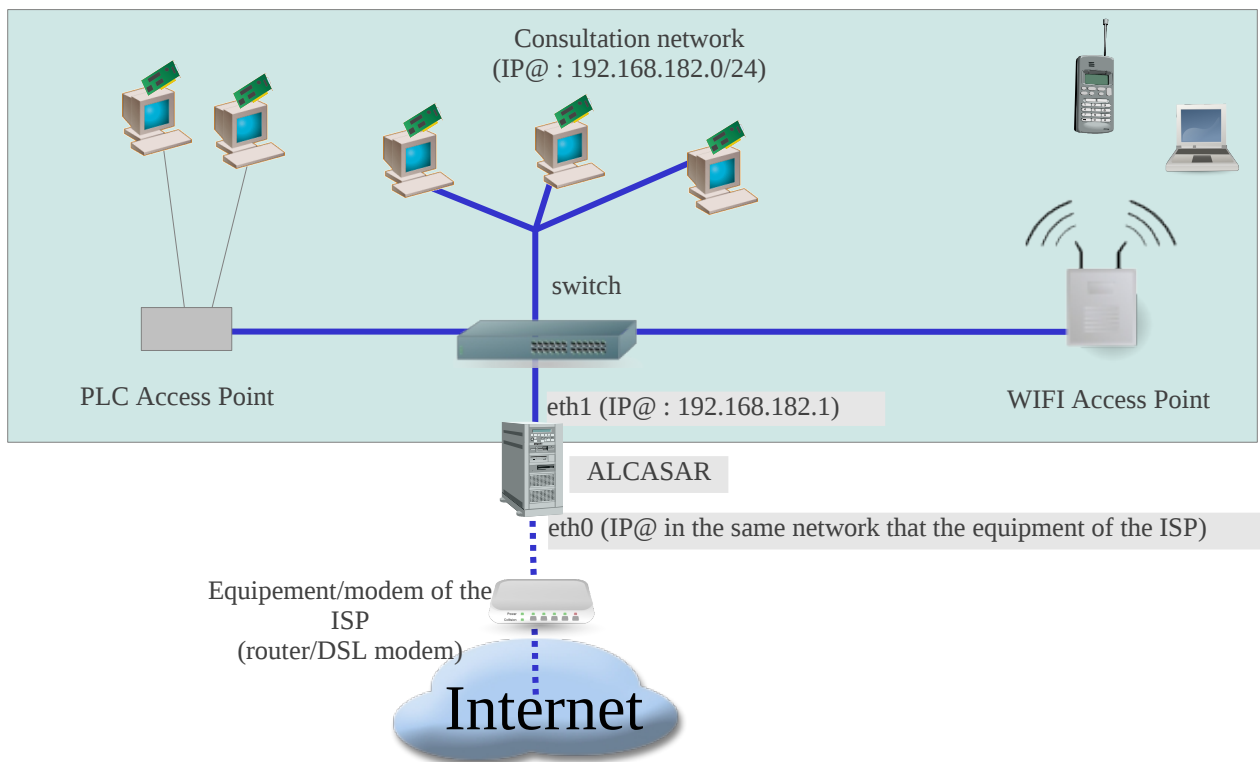 Consultation network
(IP@ : 192.168.182.0/24)
switch
PLC Access Point
eth1 (IP@ : 192.168.182.1)
WIFI Access Point
ALCASAR
eth0 (IP@ in the same network that the equipment of the ISP)
Equipement/modem of the
ISP
(router/DSL modem)
Power
Internet